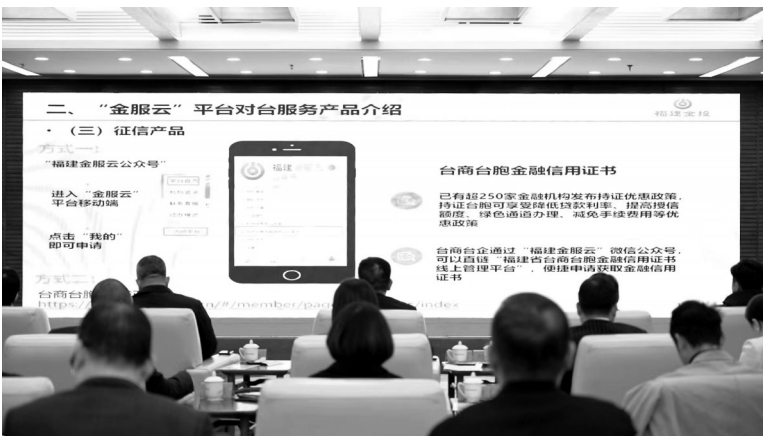 二、“金服云”平台对台服务产品介绍
福建金投
·（三）征信产品
方式一：
“福建金服云公众号”
进入“金服云”
平台移动端
点击“我的”
即可申请
福建
台商台胞金融信用证书
已有超250家金融机构发布持证优惠政策，
持证台胞可享受降低贷款利率、提高授信
额度、绿色通道办理、减免手续费用等优
惠政策
台商台企通过“福建金服云”微信公众号，
可以直链“福建省台商台胞金融信用证书
线上管理平台”，便捷申请获取金融信用
证书
方式二：
台商台胞
https://
n/#/member/pac
index